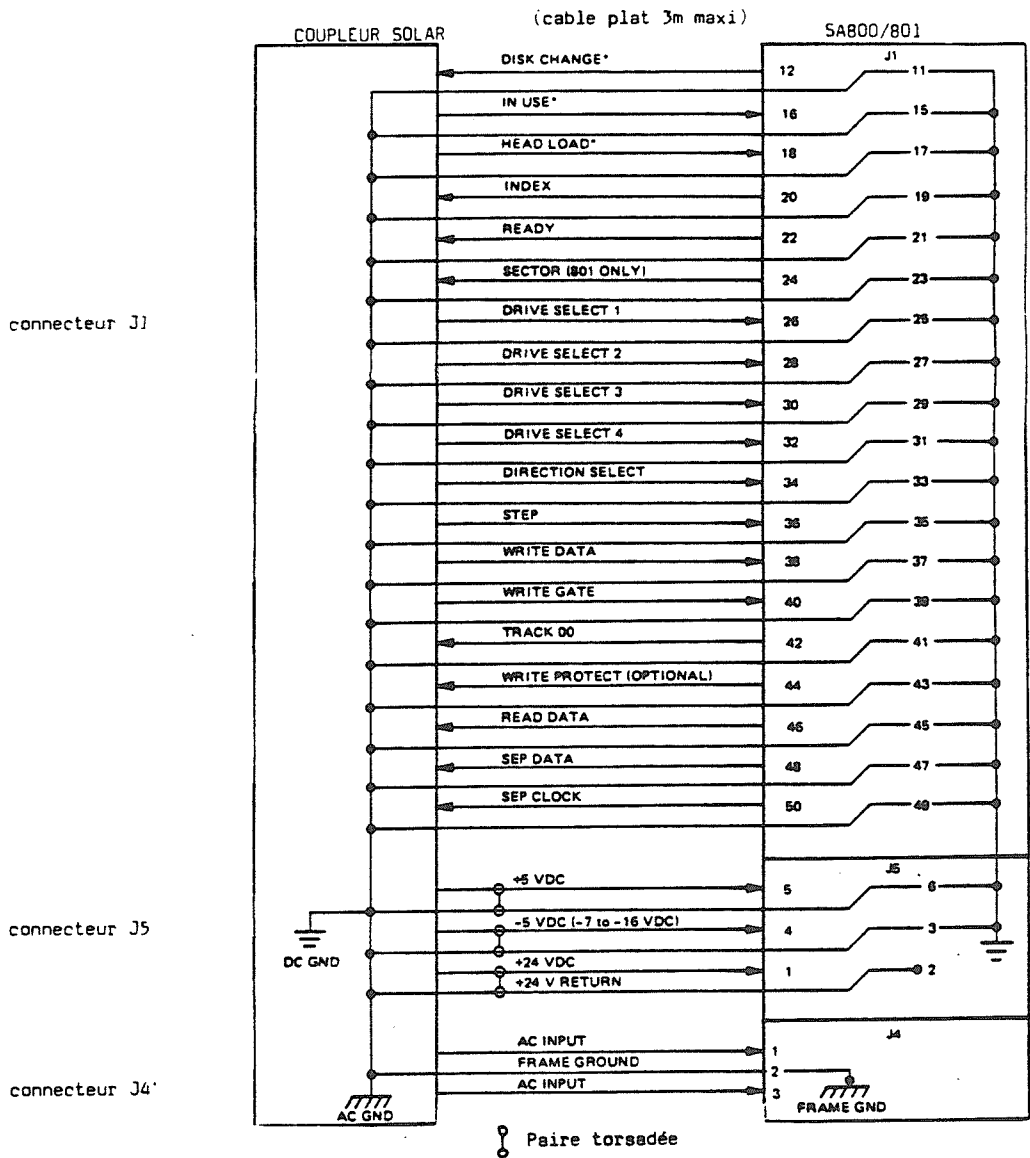 (cable plat 3m maxi)
COUPLEUR SOLAR
SA800/801
J1
DISK CHANGE*
12
11
IN USE*
16
15
HEAD LOAD*
18
17
INDEX
20
19
READY
22
21
SECTOR (801 ONLY)
24
23
connecteur J1
DRIVE SELECT 1
26
25
DRIVE SELECT 2
28
27
DRIVE SELECT 3
30
29
DRIVE SELECT 4
32
31
DIRECTION SELECT
34
33
STEP
36
35
WRITE DATA
38
37
WRITE GATE
40
39
TRACK 00
42
41
WRITE PROTECT (OPTIONAL)
44
43
READ DATA
46
45
SEP DATA
48
47
SEP CLOCK
50
49
J5
+5 VDC
5
6
connecteur J5
-5 VDC (-7 to -16 VDC)
4
3
DC GND
+24 VDC
1
2
+24 V RETURN
J4
AC INPUT
1
FRAME GROUND
2
connecteur J4
AC INPUT
3
AC GND
FRAME GND
Paire torsadée